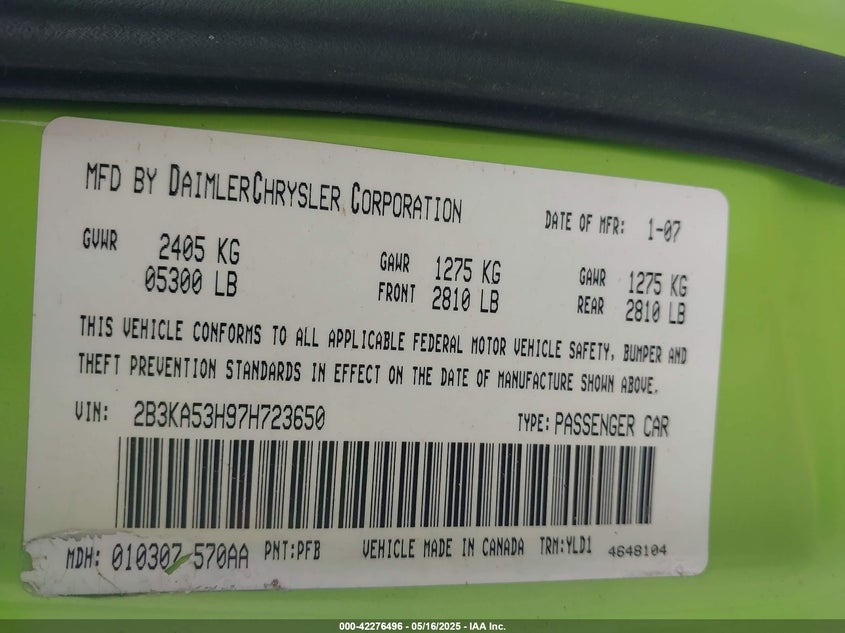 MFD BY DAIMLERCHRYSLER CORPORATION
DATE OF MFR: 1-07
GVWR 2405 KG
05300 LB
GAWR 1275 KG
FRONT 2810 LB
GAWR 1275 KG
REAR 2810 LB
THIS VEHICLE CONFORMS TO ALL APPLICABLE FEDERAL MOTOR VEHICLE SAFETY, BUMPER AND
THEFT PREVENTION STANDARDS IN EFFECT ON THE DATE OF MANUFACTURE SHOWN ABOVE.
VIN: 2B3KA53H97H723650
TYPE: PASSENGER CAR
MDH: 010307 570AA PNT:PFB VEHICLE MADE IN CANADA TRM:YLD1 4648104
000-42276496 - 05/16/2025 - IAA Inc.